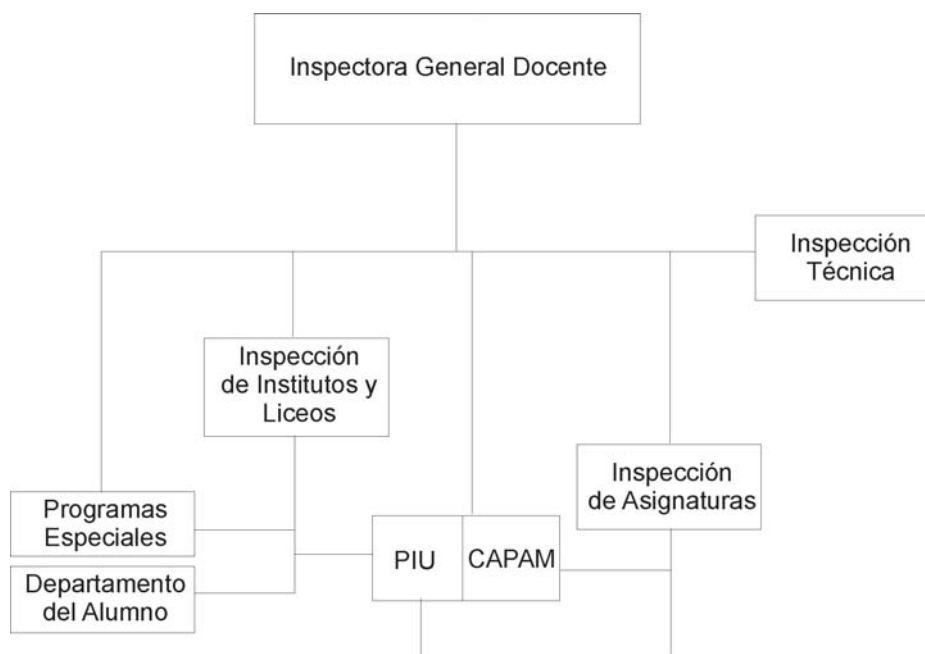 Inspectora General Docente
Inspección
Técnica
Inspección
de Institutos y
Liceos
Inspección
de Asignaturas
Programas
Especiales
PIU
CAPAM
Departamento
del Alumno